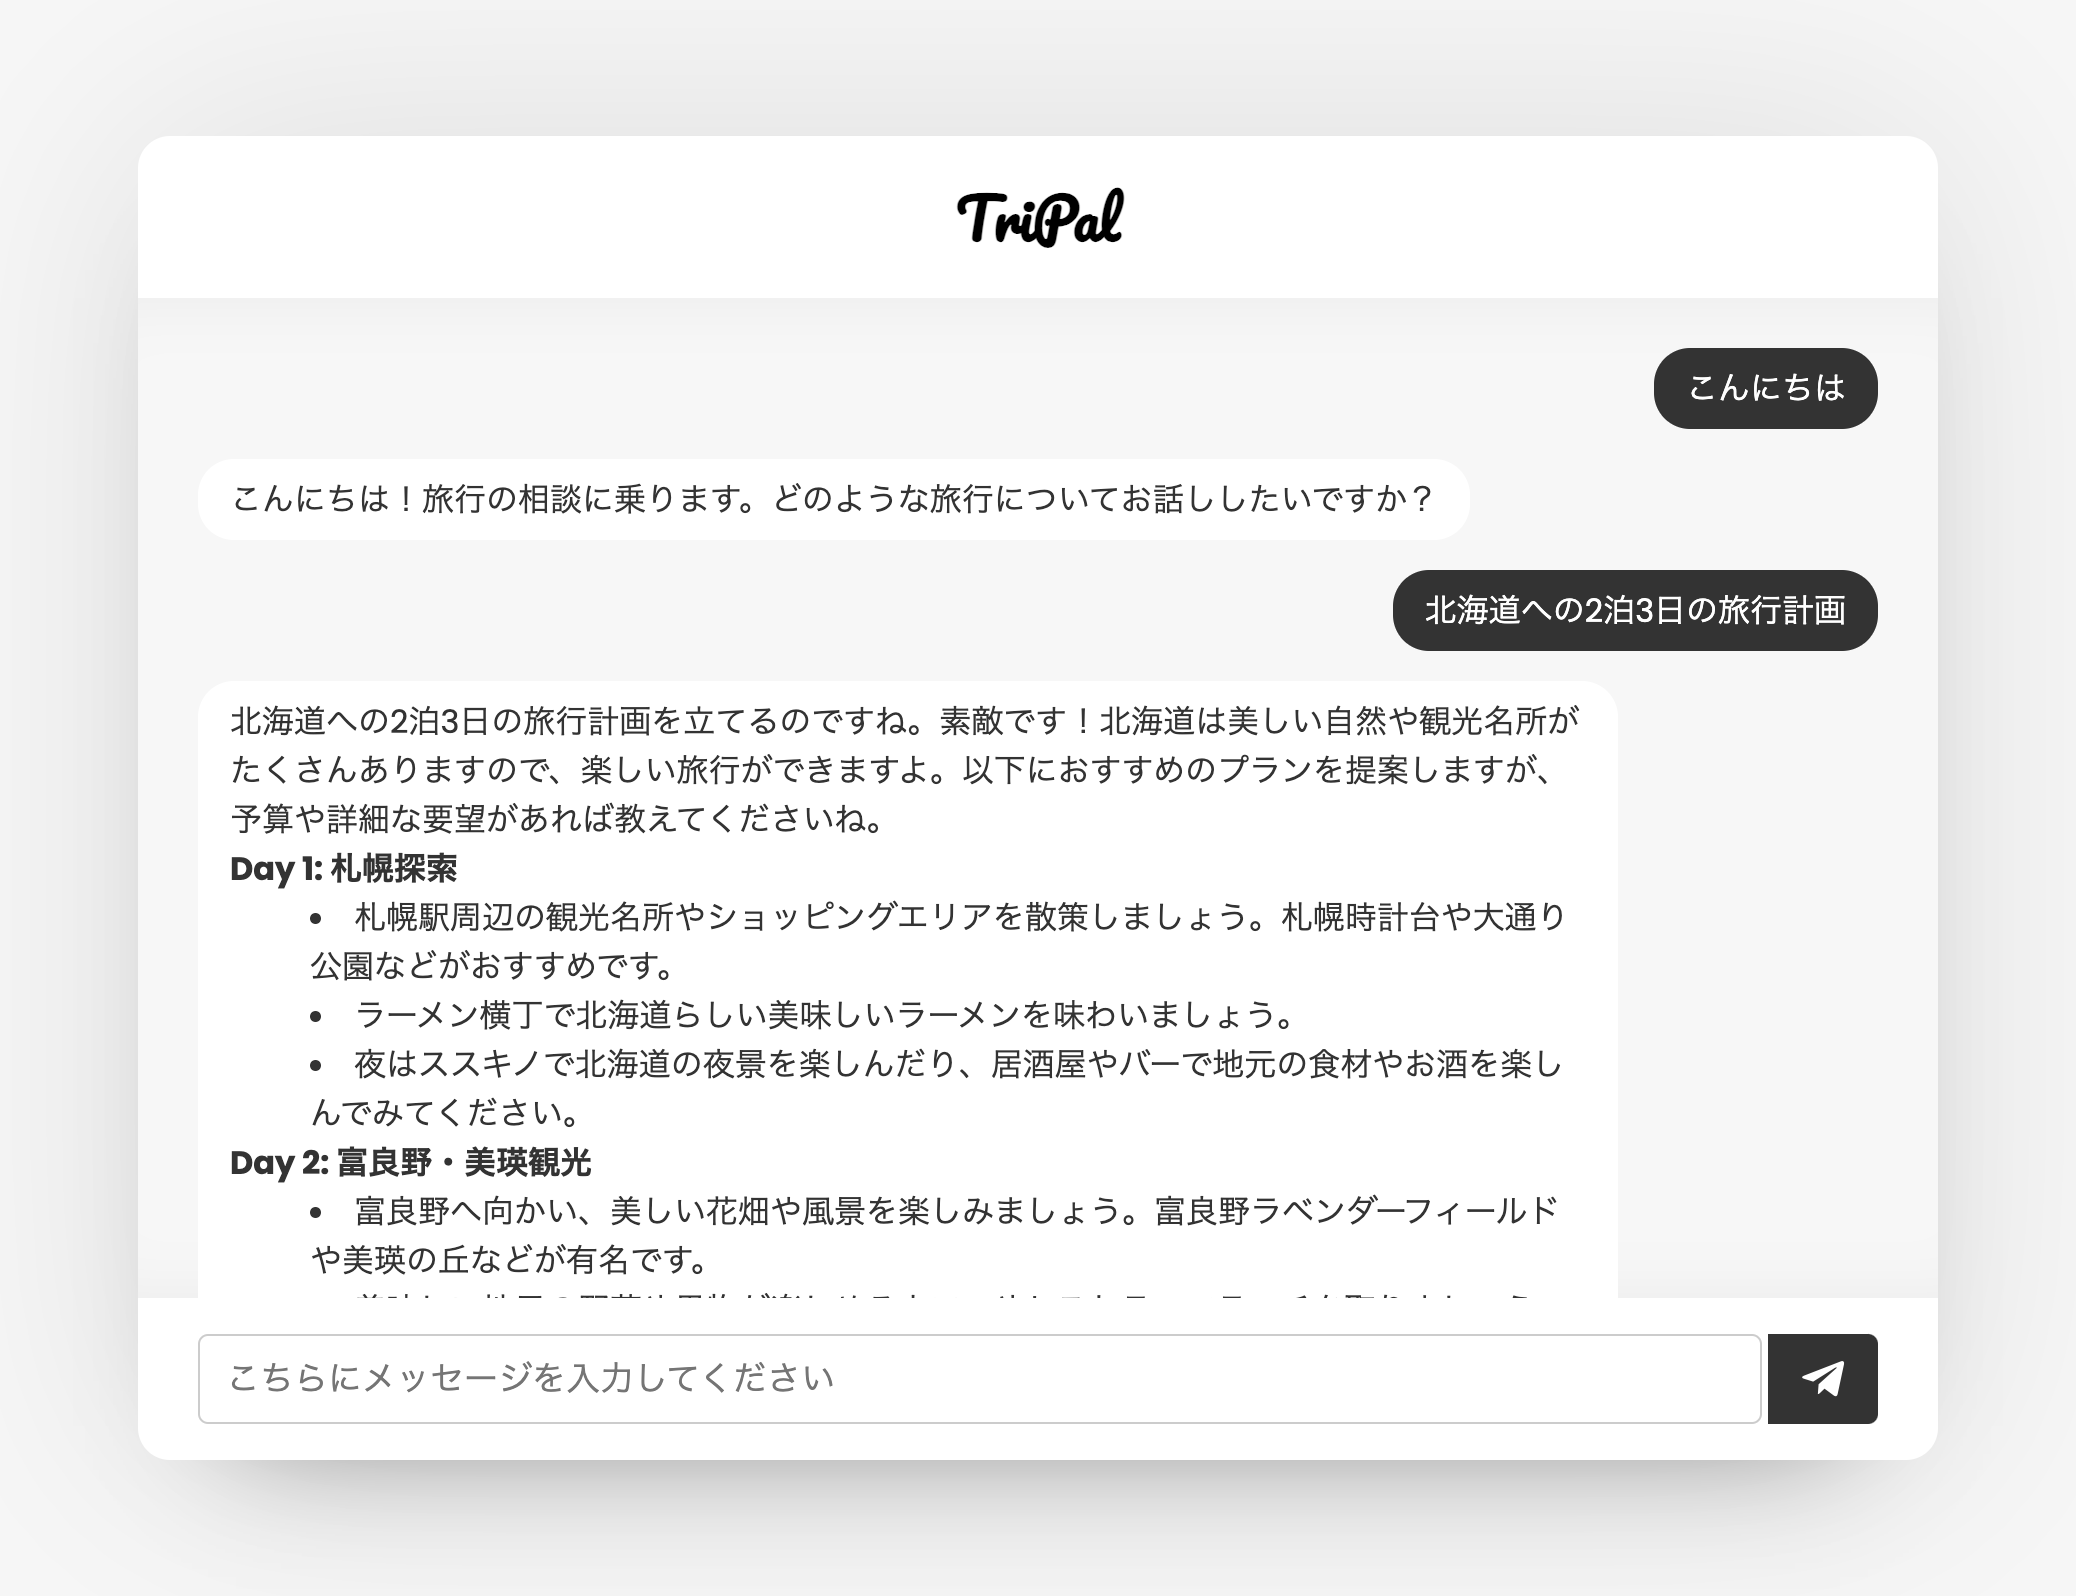 TriPal
こんにちは
こんにちは！旅行の相談に乗ります。どのような旅行についてお話ししたいですか？
北海道への2泊3日の旅行計画
北海道への2泊3日の旅行計画を立てるのですね。素敵です！北海道は美しい自然や観光名所が
たくさんありますので、楽しい旅行ができますよ。以下におすすめのプランを提案しますが、
予算や詳細な要望があれば教えてくださいね。
Day 1: 札幌探索
• 札幌駅周辺の観光名所やショッピングエリアを散策しましょう。札幌時計台や大通り
公園などがおすすめです。
• ラーメン横丁で北海道らしい美味しいラーメンを味わいましょう。
• 夜はススキノで北海道の夜景を楽しんだり、居酒屋やバーで地元の食材やお酒を楽し
んでみてください。
Day 2: 富良野・美瑛観光
• 富良野へ向かい、美しい花畑や風景を楽しみましょう。富良野ラベンダーフィールド
や美瑛の丘などが有名です。
こちらにメッセージを入力してください